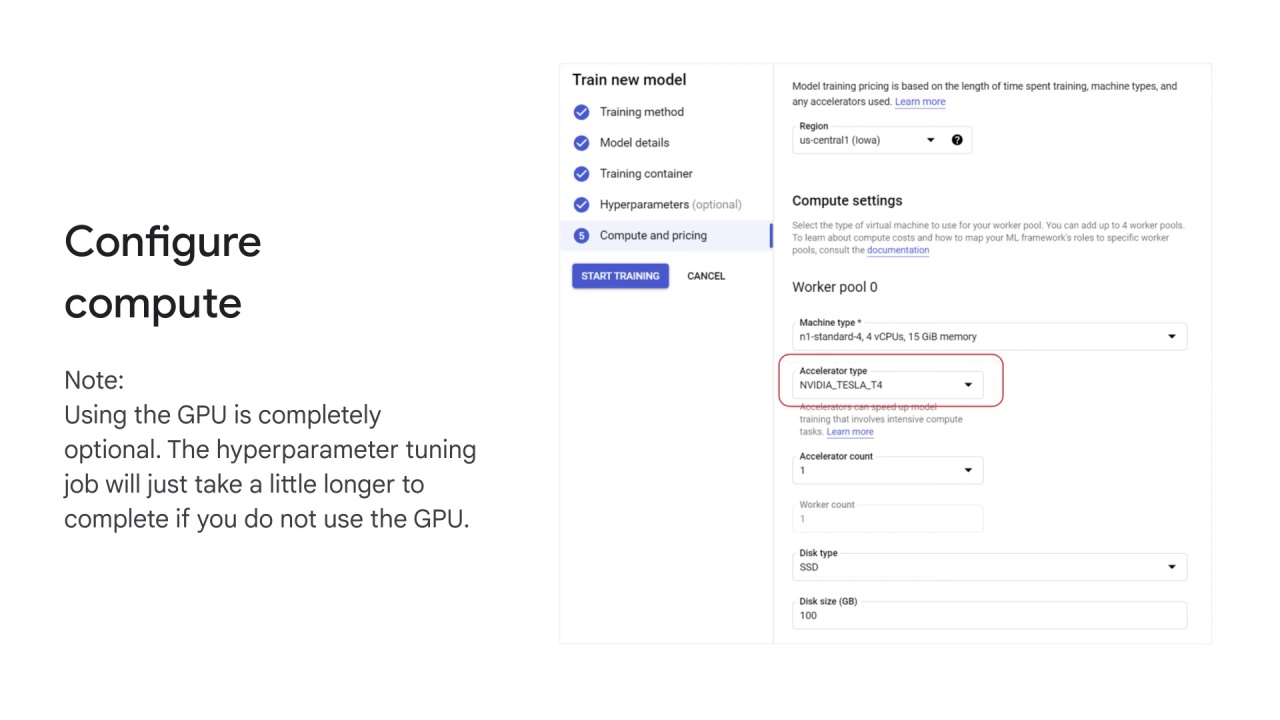 Configure
compute
Note:
Using the GPU is completely
optional. The hyperparameter tuning
job will just take a little longer to
complete if you do not use the GPU.
Train new model
Training method
Model details
Training container
Hyperparameters (optional)
5 Compute and pricing
START TRAINING CANCEL
Model training pricing is based on the length of time spent training, machine types, and
any accelerators used. Learn more
Region
us-central1 (Iowa)
Compute settings
Select the type of virtual machine to use for your worker pool. You can add up to 4 worker pools.
To learn about compute costs and how to map your ML framework's roles to specific worker
pools, consult the documentation
Worker pool 0
Machine type *
n1-standard-4, 4 vCPUs, 15 GiB memory
Accelerator type
NVIDIA_TESLA_T4
Accelerators can speed up model
training that involves intensive compute
tasks. Learn more
Accelerator count
1
Worker count
1
Disk type
SSD
Disk size (GB)
100